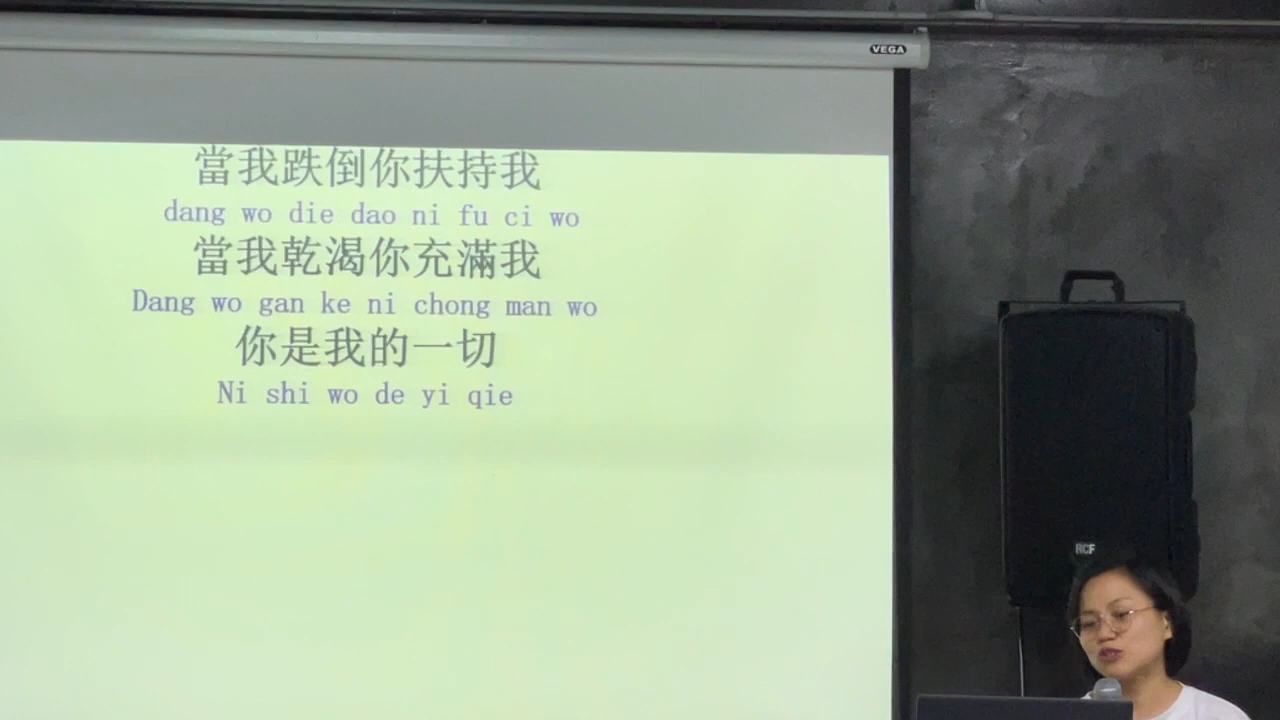 VEGA
當我跌倒你扶持我
dang wo die dao ni fu ci wo
當我乾渴你充滿我
Dang wo gan ke ni chong man wo
你是我的一切
Ni shi wo de yi qie
RCF